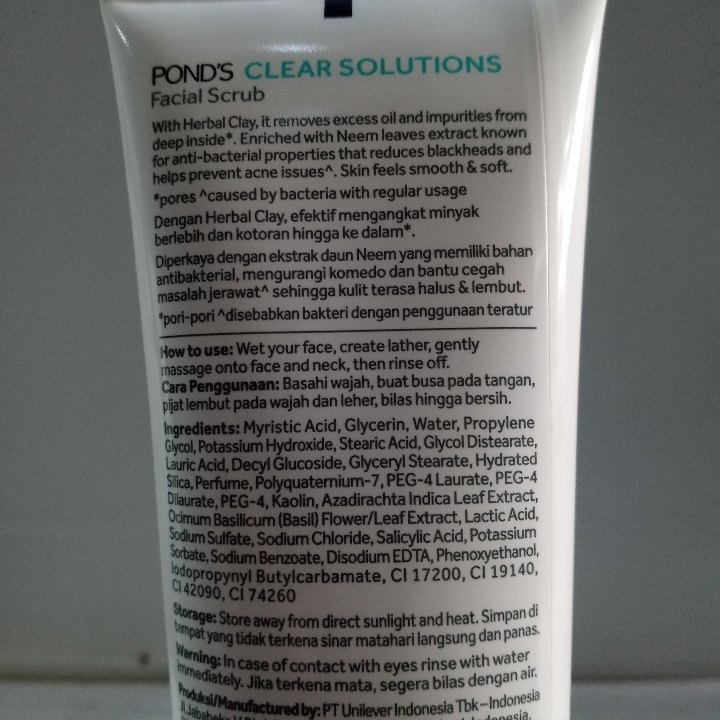 POND'S CLEAR SOLUTIONS
Facial Scrub
With Herbal Clay, it removes excess oil and impurities from
deep inside*. Enriched with Neem leaves extract known
for anti-bacterial properties that reduces blackheads and
helps prevent acne issues^. Skin feels smooth & soft.
*pores ^caused by bacteria with regular usage
Dengan Herbal Clay, efektif mengangkat minyak
berlebih dan kotoran hingga ke dalam*.
Diperkaya dengan ekstrak daun Neem yang memiliki bahan
antibakterial, mengurangi komedo dan bantu cegah
masalah jerawat^ sehingga kulit terasa halus & lembut.
*pori-pori ^disebabkan bakteri dengan penggunaan teratur
How to use: Wet your face, create lather, gently
massage onto face and neck, then rinse off.
Cara Penggunaan: Basahi wajah, buat busa pada tangan,
pijat lembut pada wajah dan leher, bilas hingga bersih.
Ingredients: Myristic Acid, Glycerin, Water, Propylene
Glycol, Potassium Hydroxide, Stearic Acid, Glycol Distearate,
Lauric Acid, Decyl Glucoside, Glyceryl Stearate, Hydrated
Silica, Perfume, Polyquaternium-7, PEG-4 Laurate, PEG-4
Dilaurate, PEG-4, Kaolin, Azadirachta Indica Leaf Extract,
Ocimum Basilicum (Basil) Flower/Leaf Extract, Lactic Acid,
Sodium Sulfate, Sodium Chloride, Salicylic Acid, Potassium
Sorbate, Sodium Benzoate, Disodium EDTA, Phenoxyethanol,
Iodopropynyl Butylcarbamate, CI 17200, CI 19140,
CI 42090, CI 74260
Storage: Store away from direct sunlight and heat. Simpan di
tempat yang tidak terkena sinar matahari langsung dan panas.
Warning: In case of contact with eyes rinse with water
immediately. Jika terkena mata, segera bilas dengan air.
Produksi/Manufactured by: PT Unilever Indonesia Tbk–Indonesia
Jl. Jababeka Indonesia.